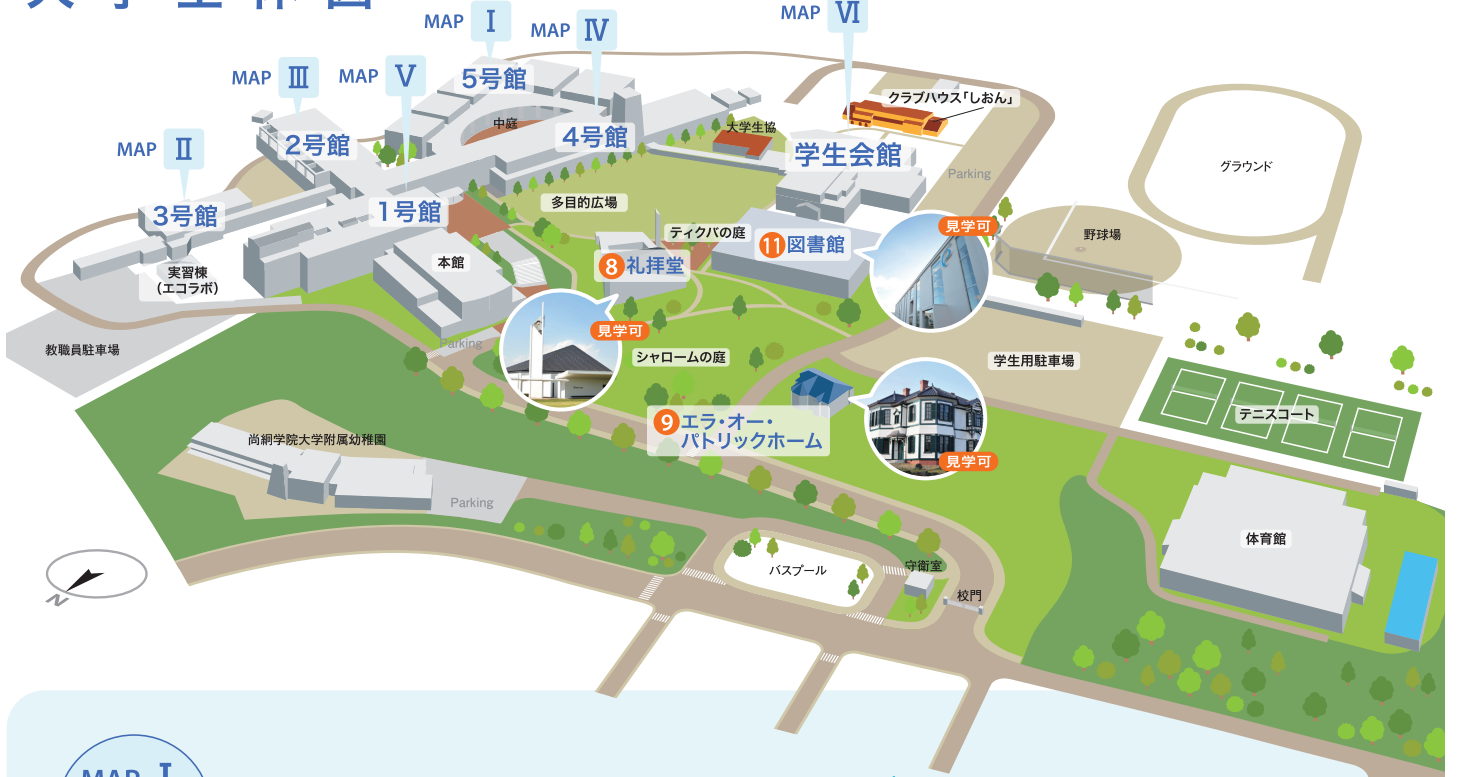 MAP Ⅰ
MAP Ⅳ
MAP Ⅵ
MAP Ⅲ
MAP Ⅴ
5号館
クラブハウス「しおん」
中庭
4号館
大学生協
2号館
MAP Ⅱ
学生会館
グラウンド
Parking
3号館
1号館
多目的広場
ティクバの庭
見学可
野球場
11 図書館
本館
8 礼拝堂
実習棟
（エコラボ）
見学可
教職員駐車場
Parking
シャロームの庭
学生用駐車場
9 エラ・オー・
パトリックホーム
テニスコート
尚絅学院大学附属幼稚園
見学可
Parking
体育館
バスプール
守衛室
校門
N
MAP Ⅰ